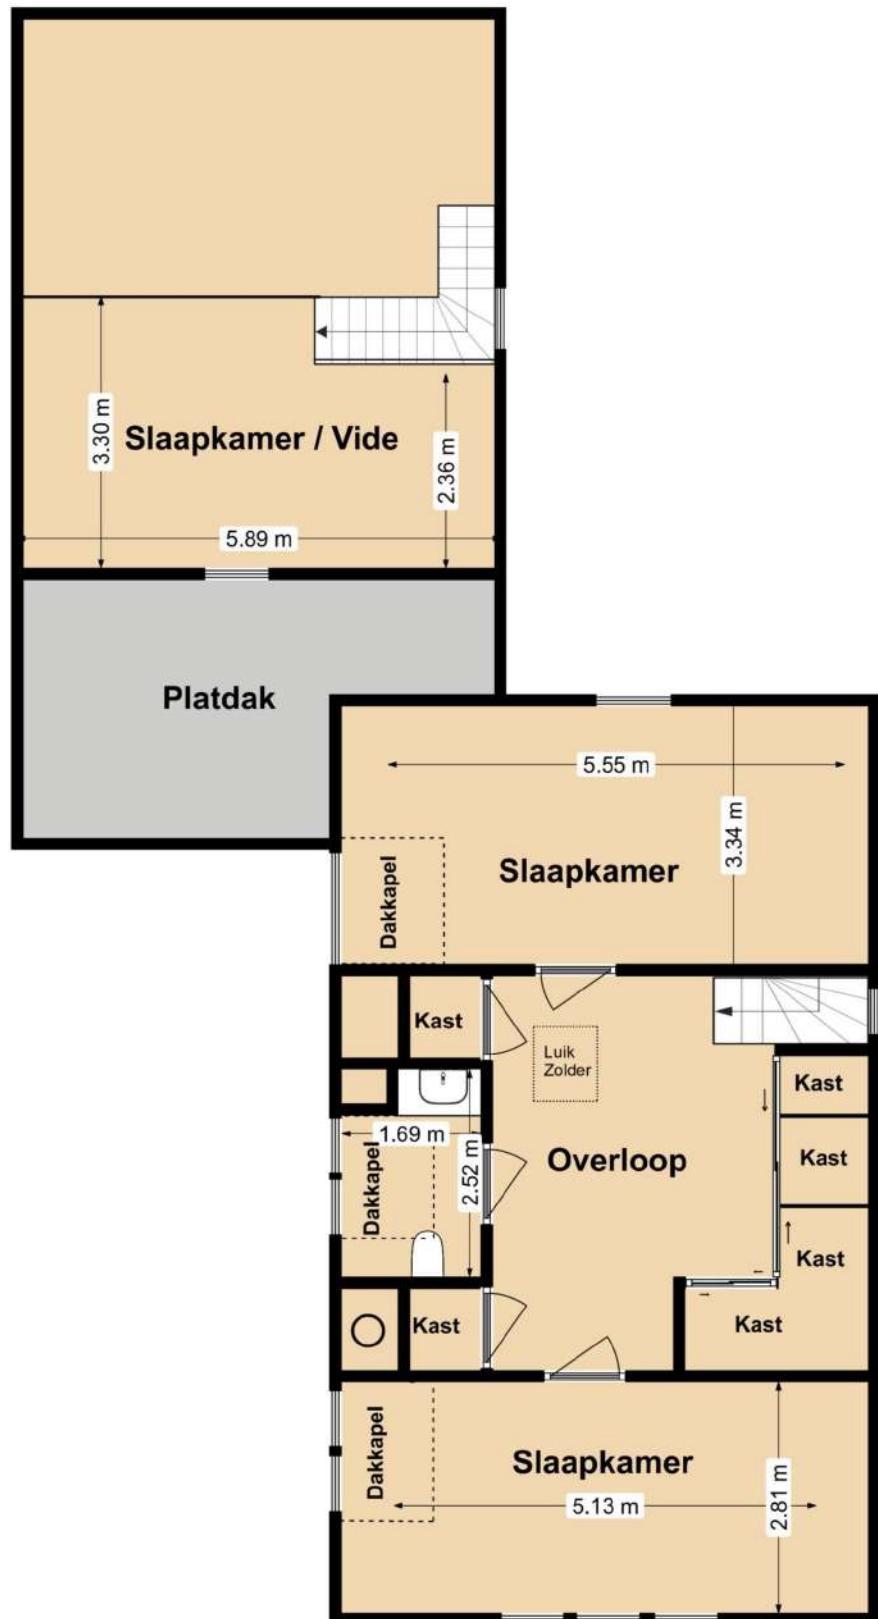 3.30 m
Slaapkamer / Vide
2.36 m
5.89 m
Platdak
5.55 m
3.34 m
Slaapkamer
Dakkapel
Kast
Luik
Zolder
Kast
1.69 m
2.52 m
Dakkapel
Overloop
Kast
Kast
Kast
Kast
Dakkapel
Slaapkamer
5.13 m
2.81 m